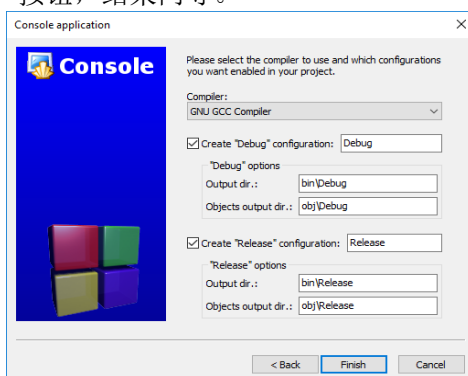 Console application
Console
Please select the compiler to use and which configurations
you want enabled in your project.
Compiler:
GNU GCC Compiler
Create "Debug" configuration: Debug
"Debug" options
Output dir.: bin\Debug
Objects output dir.: obj\Debug
Create "Release" configuration: Release
"Release" options
Output dir.: bin\Release
Objects output dir.: obj\Release
< Back Finish Cancel